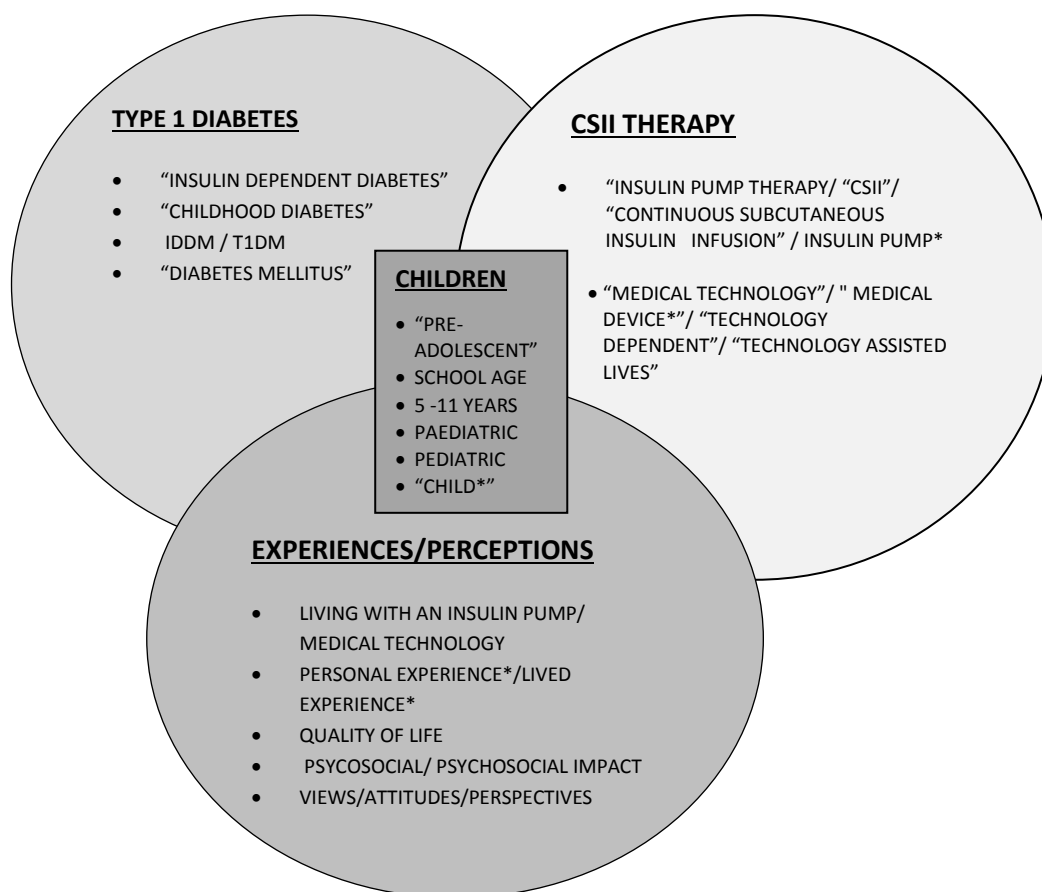 TYPE 1 DIABETES
• “INSULIN DEPENDENT DIABETES”
• “CHILDHOOD DIABETES”
• IDDM / T1DM
• “DIABETES MELLITUS”
CSII THERAPY
• “INSULIN PUMP THERAPY/ “CSII”/
“CONTINUOUS SUBCUTANEOUS
INSULIN INFUSION” / INSULIN PUMP*
• “MEDICAL TECHNOLOGY”/ " MEDICAL
DEVICE*”/ “TECHNOLOGY
DEPENDENT”/ “TECHNOLOGY ASSISTED
LIVES”
CHILDREN
• “PRE-
ADOLESCENT”
• SCHOOL AGE
• 5 -11 YEARS
• PAEDIATRIC
• PEDIATRIC
• “CHILD*”
EXPERIENCES/PERCEPTIONS
• LIVING WITH AN INSULIN PUMP/
MEDICAL TECHNOLOGY
• PERSONAL EXPERIENCE*/LIVED
EXPERIENCE*
• QUALITY OF LIFE
• PSYCOSOCIAL/ PSYCHOSOCIAL IMPACT
• VIEWS/ATTITUDES/PERSPECTIVES